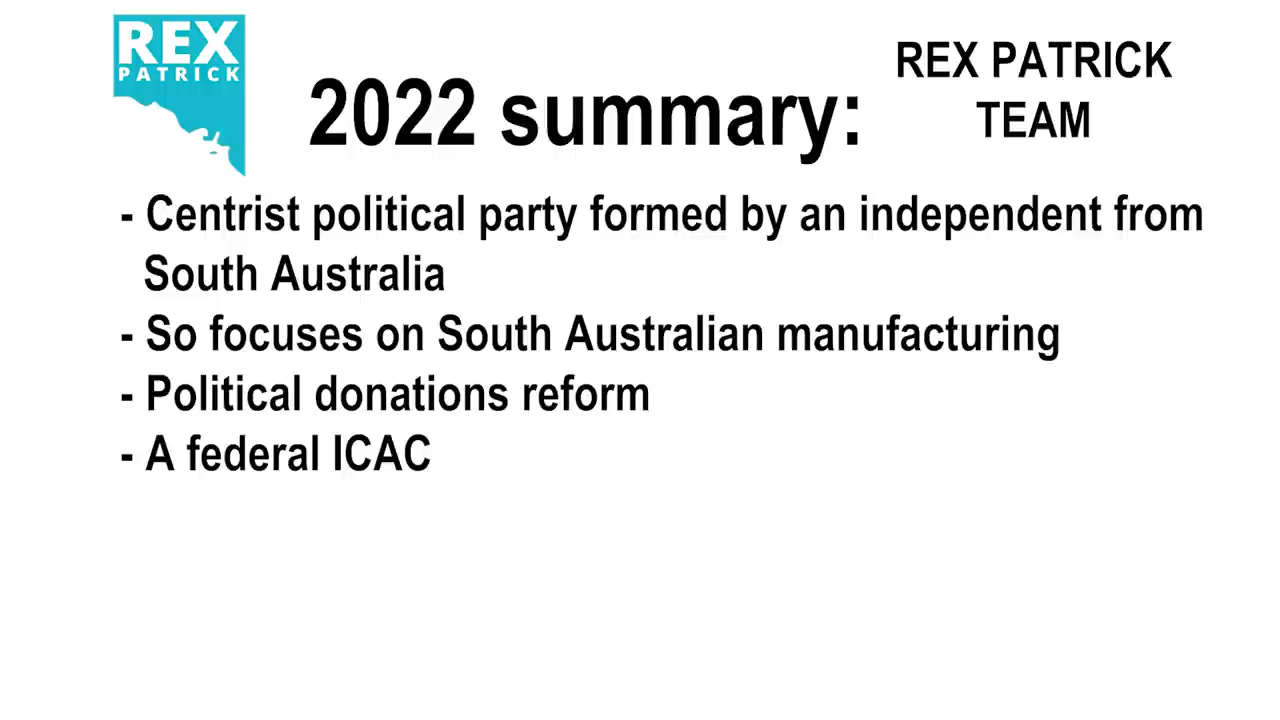 REX
PATRICK
2022 summary:
REX PATRICK
TEAM
- Centrist political party formed by an independent from
South Australia
- So focuses on South Australian manufacturing
- Political donations reform
- A federal ICAC